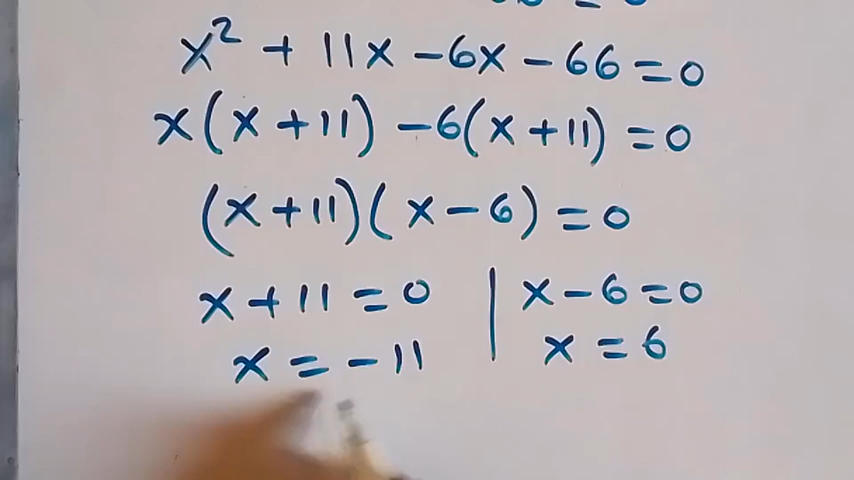 x² + 11x - 6x - 66 = 0
x(x + 11) - 6(x + 11) = 0
(x + 11)(x - 6) = 0
x + 11 = 0 | x - 6 = 0
x = -11 | x = 6